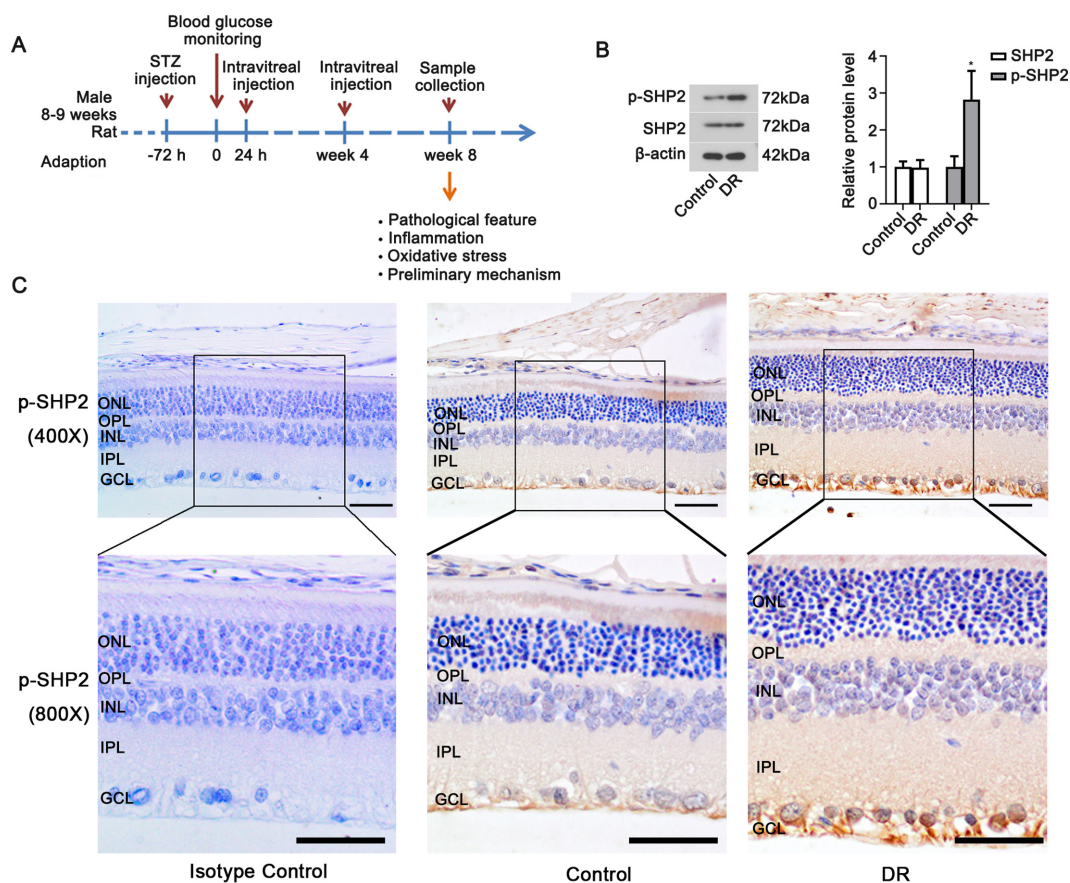 A
Blood glucose
monitoring
STZ
injection
Intravitreal
injection
Intravitreal
injection
Sample
collection
Male
8-9 weeks
Rat
Adaption
-72 h
0
24 h
week 4
week 8
• Pathological feature
• Inflammation
• Oxidative stress
• Preliminary mechanism
B
p-SHP2
72kDa
SHP2
72kDa
β-actin
42kDa
Control
DR
Relative protein level
4
3
2
1
0
*
SHP2
p-SHP2
Control
DR
Control
DR
C
p-SHP2
(400X)
ONL
OPL
INL
IPL
GCL
ONL
OPL
INL
IPL
GCL
ONL
OPL
INL
IPL
GCL
p-SHP2
(800X)
ONL
OPL
INL
IPL
GCL
ONL
OPL
INL
IPL
GCL
ONL
OPL
INL
IPL
GCL
Isotype Control
Control
DR